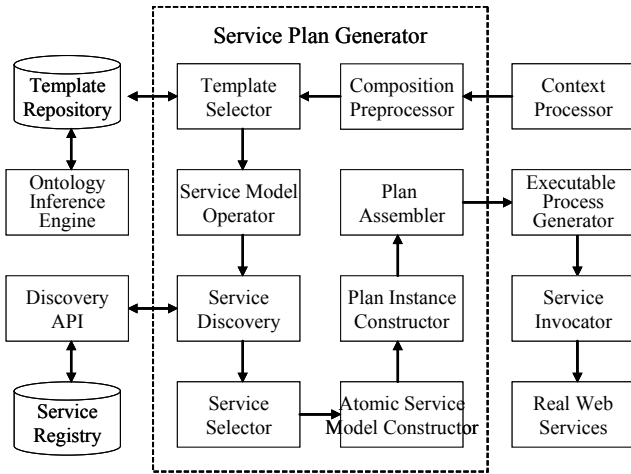 Service Plan Generator
Template
Repository
Template
Selector
Composition
Preprocessor
Context
Processor
Ontology
Inference
Engine
Service Model
Operator
Plan
Assembler
Executable
Process
Generator
Discovery
API
Service
Discovery
Plan Instance
Constructor
Service
Invocator
Service
Registry
Service
Selector
Atomic Service
Model Constructor
Real Web
Services